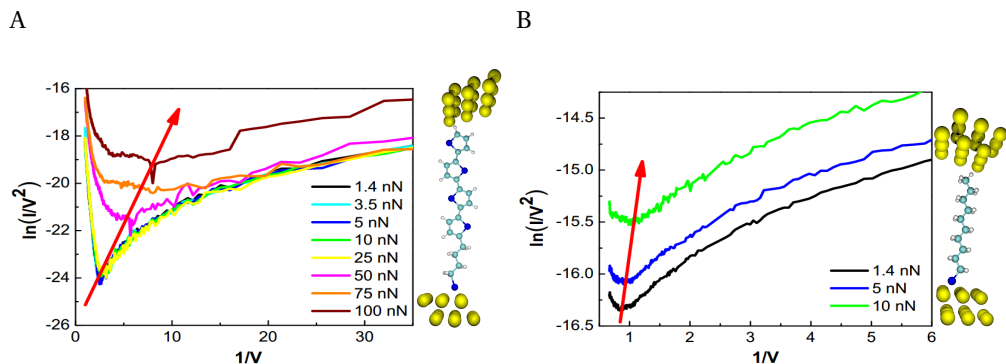 A
B
-16
-18
-20
-22
-24
-26
ln(I/V²)
0
10
20
30
1/V
1.4 nN
3.5 nN
5 nN
10 nN
25 nN
50 nN
75 nN
100 nN
-14.5
-15.0
-15.5
-16.0
-16.5
ln(I/V²)
1
2
3
4
5
6
1/V
1.4 nN
5 nN
10 nN